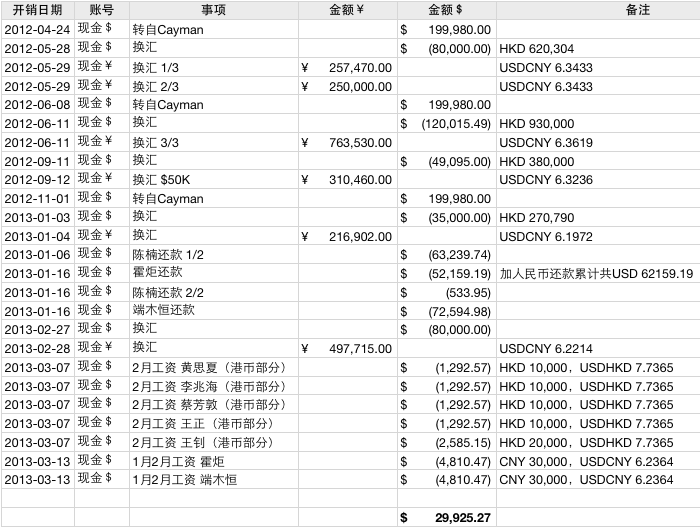 开销日期 账号 事项 金额¥ 金额$ 备注
2012-04-24 现金$ 转自Cayman $ 199,980.00
2012-05-28 现金$ 换汇 $ (80,000.00) HKD 620,304
2012-05-29 现金¥ 换汇 1/3 ¥ 257,470.00 USDCNY 6.3433
2012-05-29 现金¥ 换汇 2/3 ¥ 250,000.00 USDCNY 6.3433
2012-06-08 现金$ 转自Cayman $ 199,980.00
2012-06-11 现金$ 换汇 $ (120,015.49) HKD 930,000
2012-06-11 现金¥ 换汇 3/3 ¥ 763,530.00 USDCNY 6.3619
2012-09-11 现金$ 换汇 $ (49,095.00) HKD 380,000
2012-09-12 现金¥ 换汇 $50K ¥ 310,460.00 USDCNY 6.3236
2012-11-01 现金$ 转自Cayman $ 199,980.00
2013-01-03 现金$ 换汇 $ (35,000.00) HKD 270,790
2013-01-04 现金¥ 换汇 ¥ 216,902.00 USDCNY 6.1972
2013-01-06 现金$ 陈楠还款 1/2 $ (63,239.74)
2013-01-16 现金$ 霍炬还款 $ (52,159.19) 加人民币还款累计共USD 62159.19
2013-01-16 现金$ 陈楠还款 2/2 $ (533.95)
2013-01-16 现金$ 端木恒还款 $ (72,594.98)
2013-02-27 现金$ 换汇 $ (80,000.00)
2013-02-28 现金¥ 换汇 ¥ 497,715.00 USDCNY 6.2214
2013-03-07 现金$ 2月工资 黄思夏（港币部分） $ (1,292.57) HKD 10,000，USDHKD 7.7365
2013-03-07 现金$ 2月工资 李兆海（港币部分） $ (1,292.57) HKD 10,000，USDHKD 7.7365
2013-03-07 现金$ 2月工资 蔡芳敦（港币部分） $ (1,292.57) HKD 10,000，USDHKD 7.7365
2013-03-07 现金$ 2月工资 王正（港币部分） $ (1,292.57) HKD 10,000，USDHKD 7.7365
2013-03-07 现金$ 2月工资 王钊（港币部分） $ (2,585.15) HKD 20,000，USDHKD 7.7365
2013-03-13 现金$ 1月2月工资 霍炬 $ (4,810.47) CNY 30,000，USDCNY 6.2364
2013-03-13 现金$ 1月2月工资 端木恒 $ (4,810.47) CNY 30,000，USDCNY 6.2364
$ 29,925.27